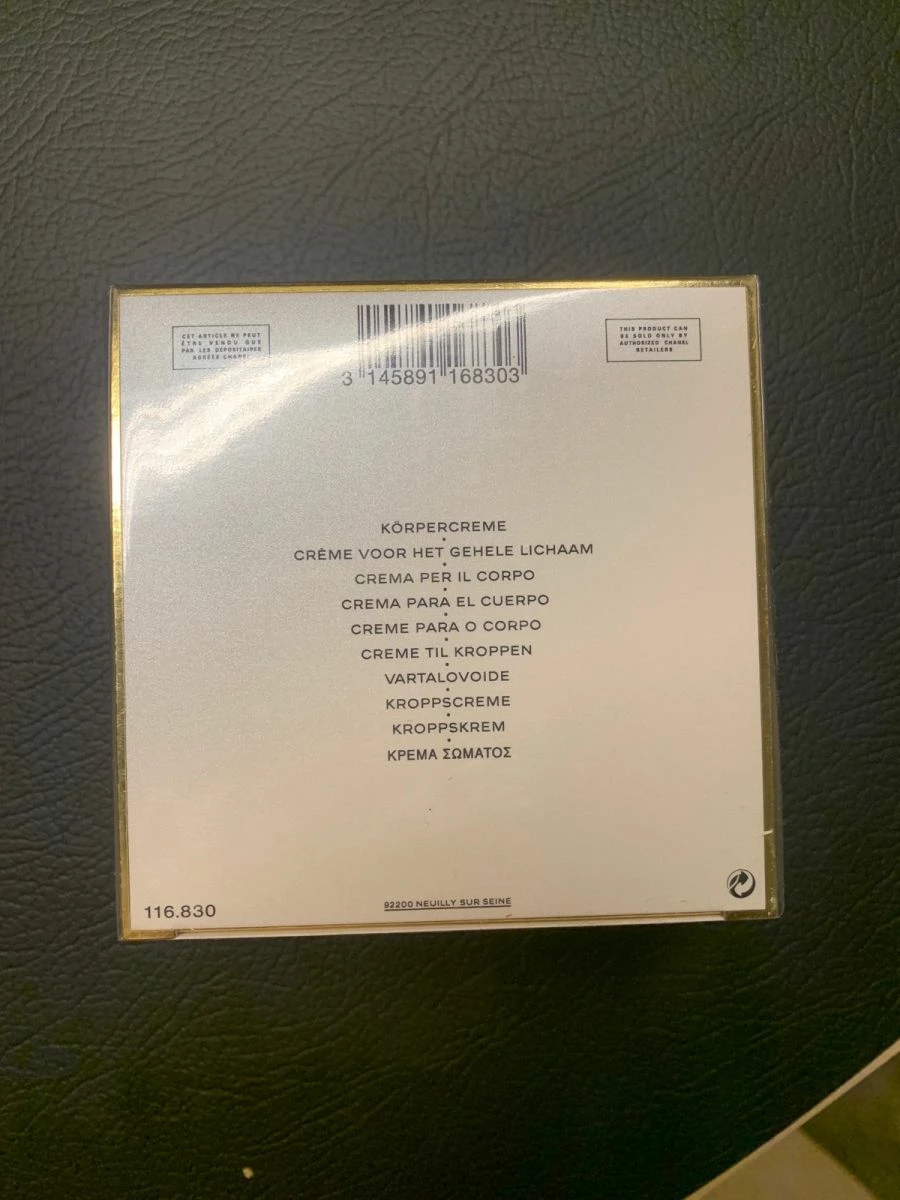 CET ARTICLE NE PEUT
ÊTRE VENDU QUE
PAR LES DÉPOSITAIRES
AGRÉÉS CHANEL
3 145891 168303
THIS PRODUCT CAN
BE SOLD ONLY BY
AUTHORIZED CHANEL
RETAILERS
KÖRPERCREME
CRÈME VOOR HET GEHELE LICHAAM
CREMA PER IL CORPO
CREMA PARA EL CUERPO
CREME PARA O CORPO
CREME TIL KROPPEN
VARTALOVOIDE
KROPPSCREME
KROPPSKREM
ΚΡΕΜΑ ΣΩΜΑΤΟΣ
116.830
92200 NEUILLY SUR SEINE